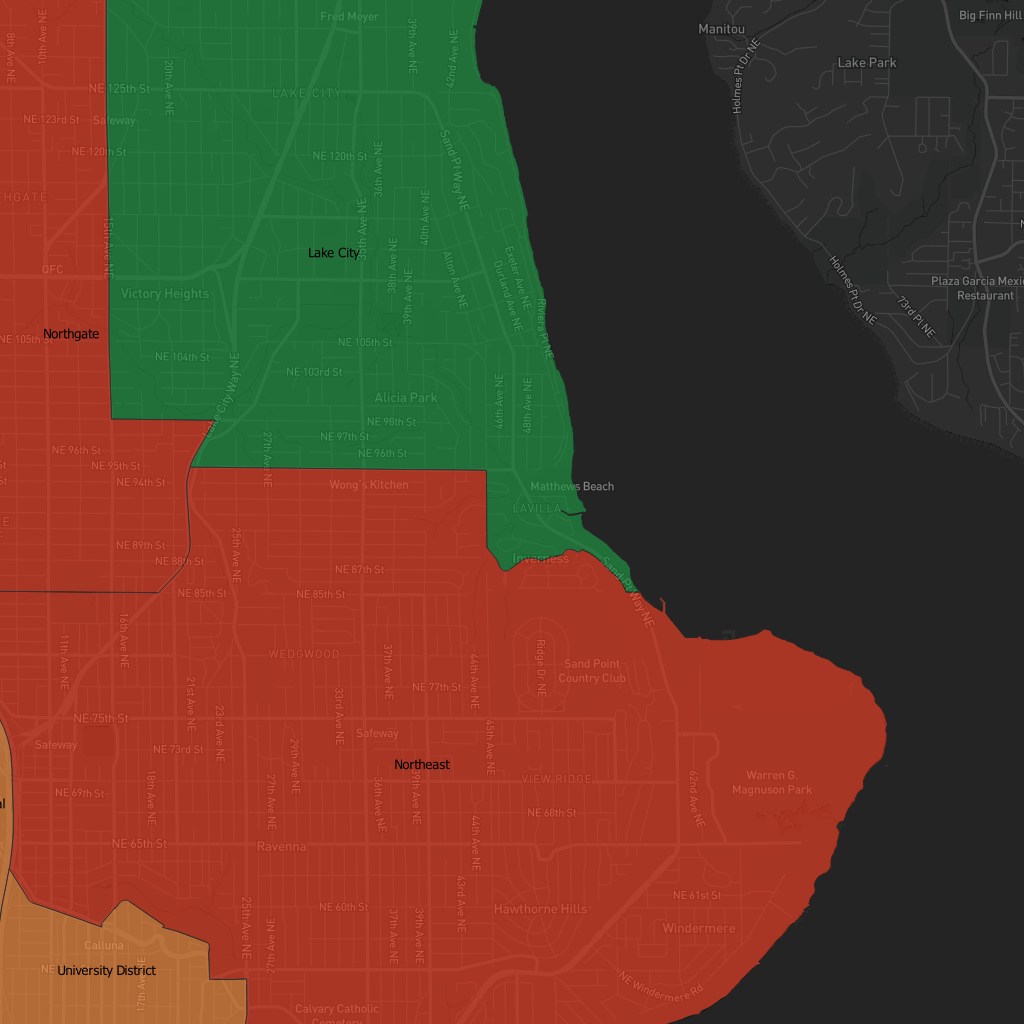 Fred Meyer
Manitou
Big Finn Hill
8th Ave NE
10th Ave NE
39th Ave NE
42nd Ave NE
Lake Park
Holmes Pt Dr NE
20th Ave NE
NE 125th St
LAKE CITY
NE 123rd St
Safeway
Sand Pt Way NE
NE 120th St
NE 120th St
36th Ave NE
THGATE
15th Ave NE
35th Ave NE
40th Ave NE
Lake City
38th Ave NE
Alton Ave NE
Exeter Ave NE
Durland Ave NE
OFC
39th Ave NE
Holmes Pt Dr NE
Plaza Garcia Mexic
Restaurant
73rd Pl NE
Victory Heights
Riviera Pl NE
Northgate
NE 105th St
NE 105th St
NE 104th St
NE 103rd St
Lake City Way NE
Alicia Park
46th Ave NE
48th Ave NE
NE 98th St
NE 97th St
27th Ave NE
NE 96th St
NE 96th St
NE 95th St
NE 94th St
Wong's Kitchen
Matthews Beach
LAVILLA
NE 89th St
25th Ave NE
NE 88th St
Inverness
NE 87th St
Sand Pt Way NE
NE 85th St
NE 85th St
16th Ave NE
11th Ave NE
WEDGWOOD
37th Ave NE
44th Ave NE
Ridge Dr NE
Sand Point
Country Club
21st Ave NE
23rd Ave NE
33rd Ave NE
NE 77th St
NE 75th St
Safeway
NE 73rd St
29th Ave NE
Safeway
45th Ave NE
Northeast
VIEW RIDGE
62nd Ave NE
Warren G.
Magnuson Park
NE 69th St
18th Ave NE
27th Ave NE
36th Ave NE
39th Ave NE
NE 68th St
44th Ave NE
NE 65th St
Ravenna
43rd Ave NE
NE 61st St
25th Ave NE
27th Ave NE
NE 60th St
37th Ave NE
39th Ave NE
Hawthorne Hills
Windermere
Calluna
University District
17th Ave NE
NE Windermere Rd
Calvary Catholic
Cemetery